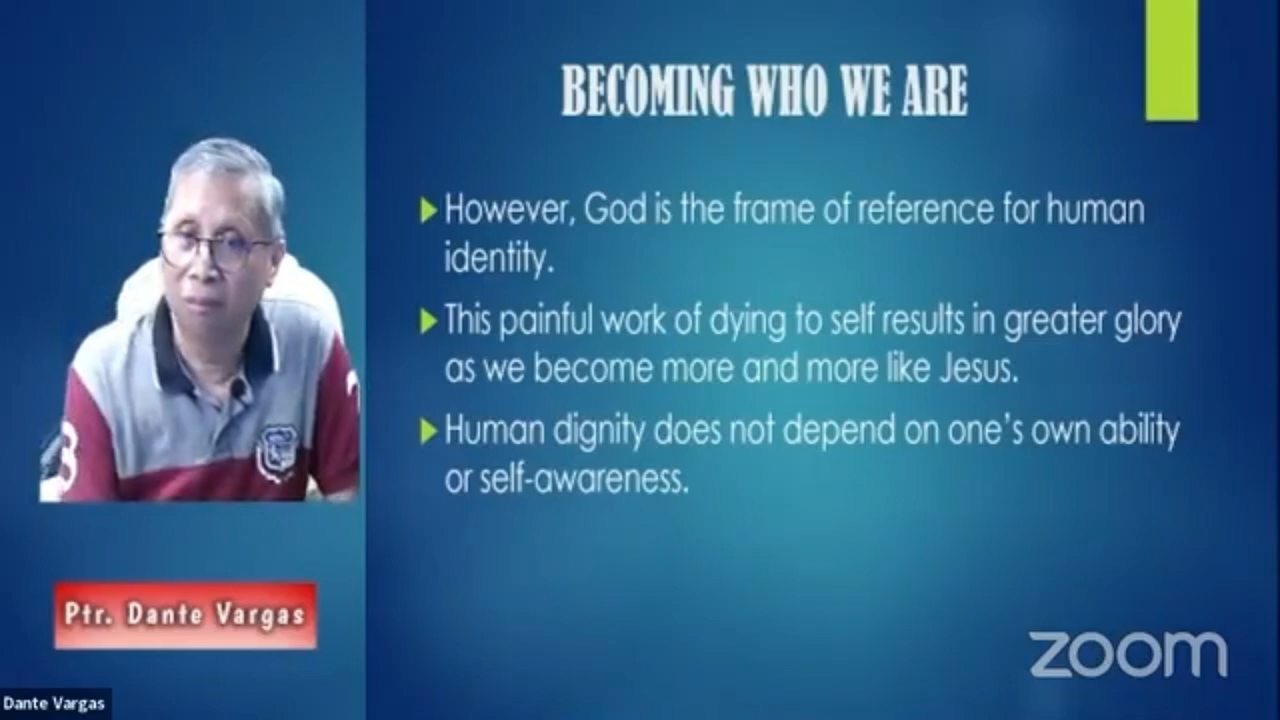 BECOMING WHO WE ARE
However, God is the frame of reference for human
identity.
This painful work of dying to self results in greater glory
as we become more and more like Jesus.
Human dignity does not depend on one's own ability
or self-awareness.
Ptr. Dante Vargas
Dante Vargas
zoom